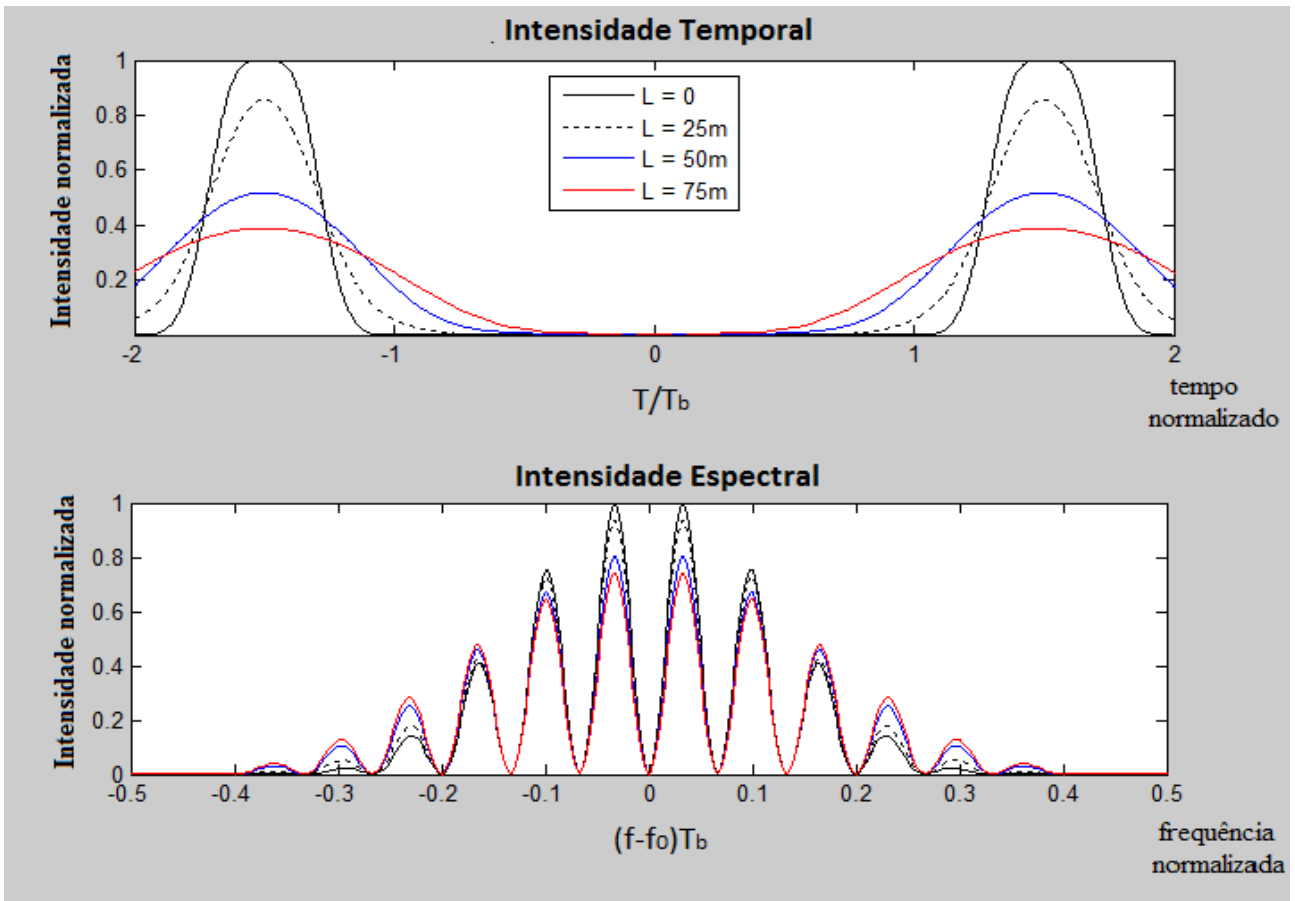 Intensidade Temporal
Intensidade normalizada
1
0.8
0.6
0.4
0.2
L = 0
L = 25m
L = 50m
L = 75m
-2 -1 0 1 2
T/Tb
tempo
normalizado
Intensidade Espectral
Intensidade normalizada
1
0.8
0.6
0.4
0.2
0
-0.5 -0.4 -0.3 -0.2 -0.1 0 0.1 0.2 0.3 0.4 0.5
(f-f0)Tb
frequência
normalizada